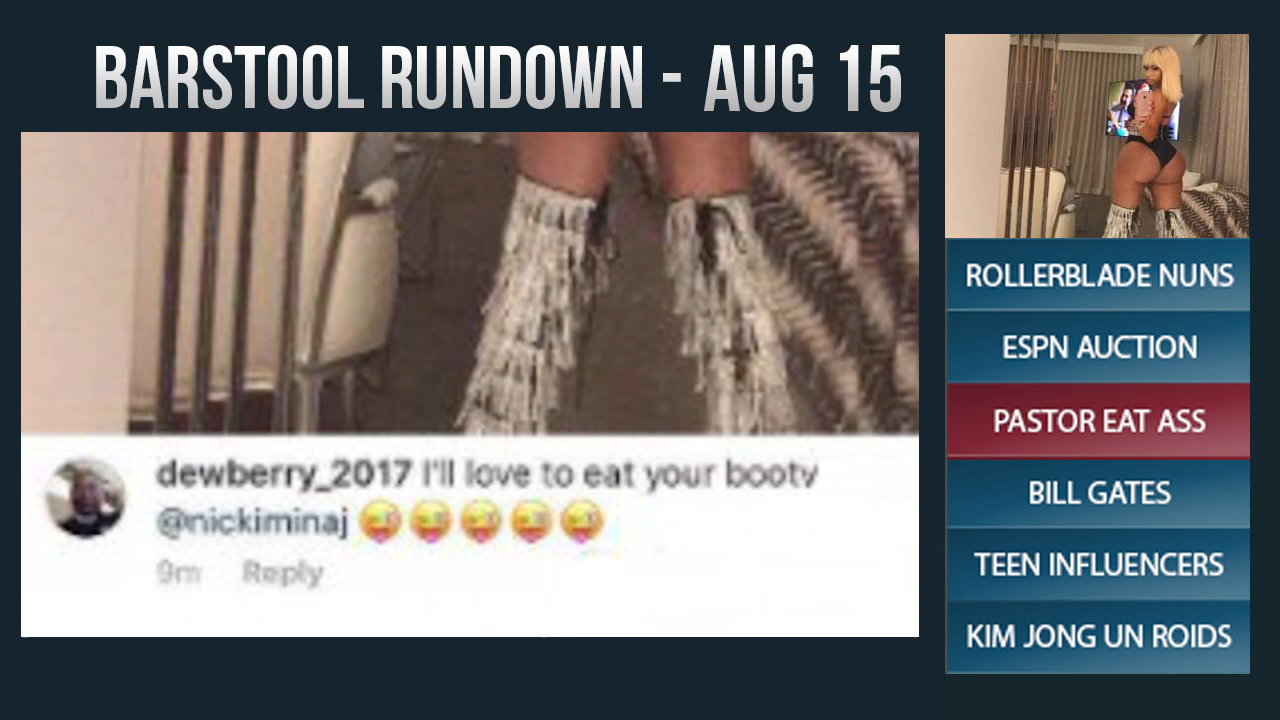 BARSTOOL RUNDOWN - AUG 15
dewberry_2017 I'll love to eat your booty
@nickiminaj 😜😜😜😜😜
9m Reply
ROLLERBLADE NUNS
ESPN AUCTION
PASTOR EAT ASS
BILL GATES
TEEN INFLUENCERS
KIM JONG UN ROIDS